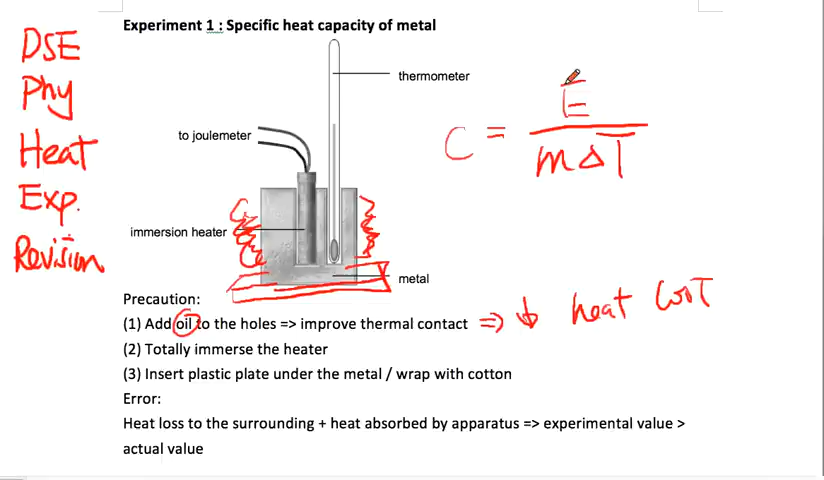 Experiment 1 : Specific heat capacity of metal
DSE
Phy
Heat
Exp.
Revision
thermometer
to joulemeter
immersion heater
metal
C = E / m Δ T
Precaution:
(1) Add oil to the holes => improve thermal contact => ↓ heat lost
(2) Totally immerse the heater
(3) Insert plastic plate under the metal / wrap with cotton
Error:
Heat loss to the surrounding + heat absorbed by apparatus => experimental value >
actual value